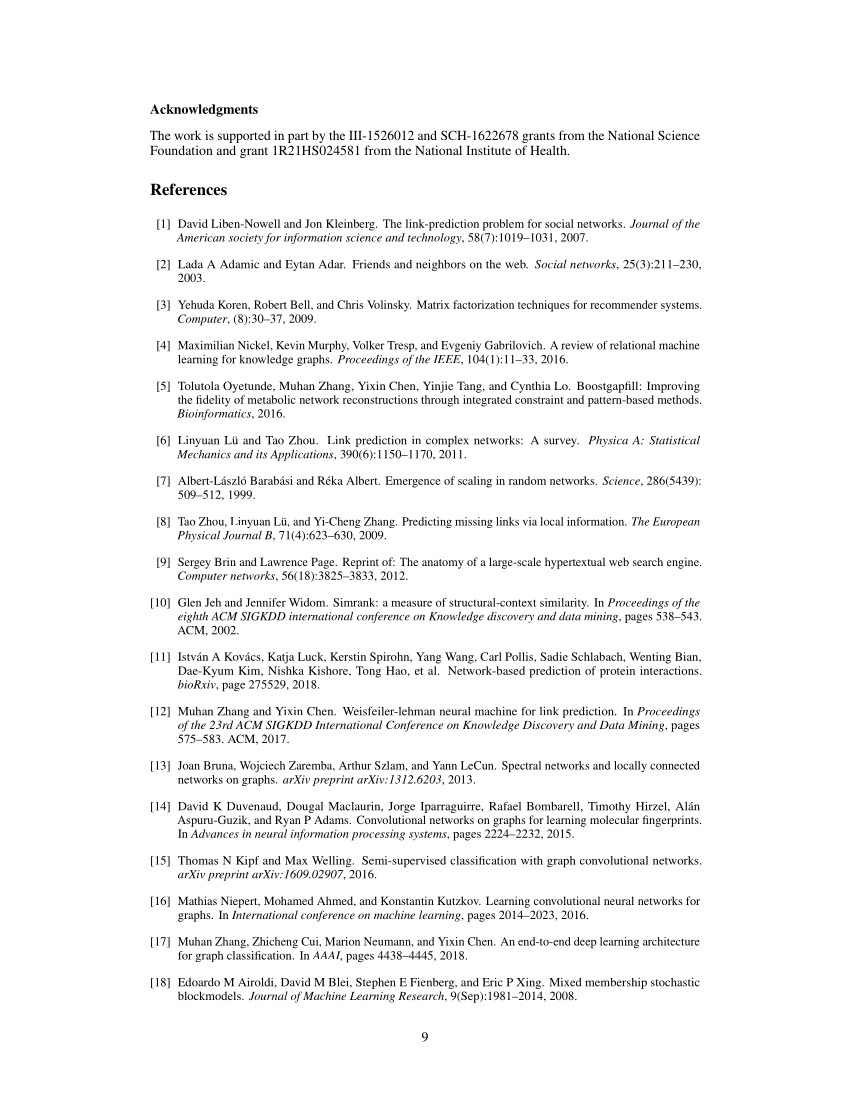 Acknowledgments
The work is supported in part by the III-1526012 and SCH-1622678 grants from the National Science
Foundation and grant 1R21HS024581 from the National Institute of Health.
References
[1] David Liben-Nowell and Jon Kleinberg. The link-prediction problem for social networks. Journal of the
American society for information science and technology, 58(7):1019–1031, 2007.
[2] Lada A Adamic and Eytan Adar. Friends and neighbors on the web. Social networks, 25(3):211–230,
2003.
[3] Yehuda Koren, Robert Bell, and Chris Volinsky. Matrix factorization techniques for recommender systems.
Computer, (8):30–37, 2009.
[4] Maximilian Nickel, Kevin Murphy, Volker Tresp, and Evgeniy Gabrilovich. A review of relational machine
learning for knowledge graphs. Proceedings of the IEEE, 104(1):11–33, 2016.
[5] Tolutola Oyetunde, Muhan Zhang, Yixin Chen, Yinjie Tang, and Cynthia Lo. Boostgapfill: Improving
the fidelity of metabolic network reconstructions through integrated constraint and pattern-based methods.
Bioinformatics, 2016.
[6] Linyuan Lü and Tao Zhou. Link prediction in complex networks: A survey. Physica A: Statistical
Mechanics and its Applications, 390(6):1150–1170, 2011.
[7] Albert-László Barabási and Réka Albert. Emergence of scaling in random networks. Science, 286(5439):
509–512, 1999.
[8] Tao Zhou, Linyuan Lü, and Yi-Cheng Zhang. Predicting missing links via local information. The European
Physical Journal B, 71(4):623–630, 2009.
[9] Sergey Brin and Lawrence Page. Reprint of: The anatomy of a large-scale hypertextual web search engine.
Computer networks, 56(18):3825–3833, 2012.
[10] Glen Jeh and Jennifer Widom. Simrank: a measure of structural-context similarity. In Proceedings of the
eighth ACM SIGKDD international conference on Knowledge discovery and data mining, pages 538–543.
ACM, 2002.
[11] István A Kovács, Katja Luck, Kerstin Spirohn, Yang Wang, Carl Pollis, Sadie Schlabach, Wenting Bian,
Dae-Kyum Kim, Nishka Kishore, Tong Hao, et al. Network-based prediction of protein interactions.
bioRxiv, page 275529, 2018.
[12] Muhan Zhang and Yixin Chen. Weisfeiler-lehman neural machine for link prediction. In Proceedings
of the 23rd ACM SIGKDD International Conference on Knowledge Discovery and Data Mining, pages
575–583. ACM, 2017.
[13] Joan Bruna, Wojciech Zaremba, Arthur Szlam, and Yann LeCun. Spectral networks and locally connected
networks on graphs. arXiv preprint arXiv:1312.6203, 2013.
[14] David K Duvenaud, Dougal Maclaurin, Jorge Iparraguirre, Rafael Bombarell, Timothy Hirzel, Alán
Aspuru-Guzik, and Ryan P Adams. Convolutional networks on graphs for learning molecular fingerprints.
In Advances in neural information processing systems, pages 2224–2232, 2015.
[15] Thomas N Kipf and Max Welling. Semi-supervised classification with graph convolutional networks.
arXiv preprint arXiv:1609.02907, 2016.
[16] Mathias Niepert, Mohamed Ahmed, and Konstantin Kutzkov. Learning convolutional neural networks for
graphs. In International conference on machine learning, pages 2014–2023, 2016.
[17] Muhan Zhang, Zhicheng Cui, Marion Neumann, and Yixin Chen. An end-to-end deep learning architecture
for graph classification. In AAAI, pages 4438–4445, 2018.
[18] Edoardo M Airoldi, David M Blei, Stephen E Fienberg, and Eric P Xing. Mixed membership stochastic
blockmodels. Journal of Machine Learning Research, 9(Sep):1981–2014, 2008.
9